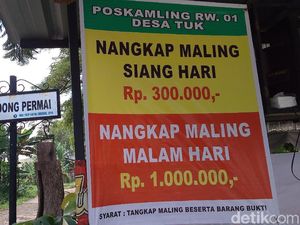 POSKAMLING RW. 01
DESA TUK
NANGKAP MALING
SIANG HARI
Rp. 300.000,-
NANGKAP MALING
MALAM HARI
Rp. 1.000.000,-
SYARAT : TANGKAP MALING BESERTA BARANG BUKTI
DONG PERMAI
detikcom